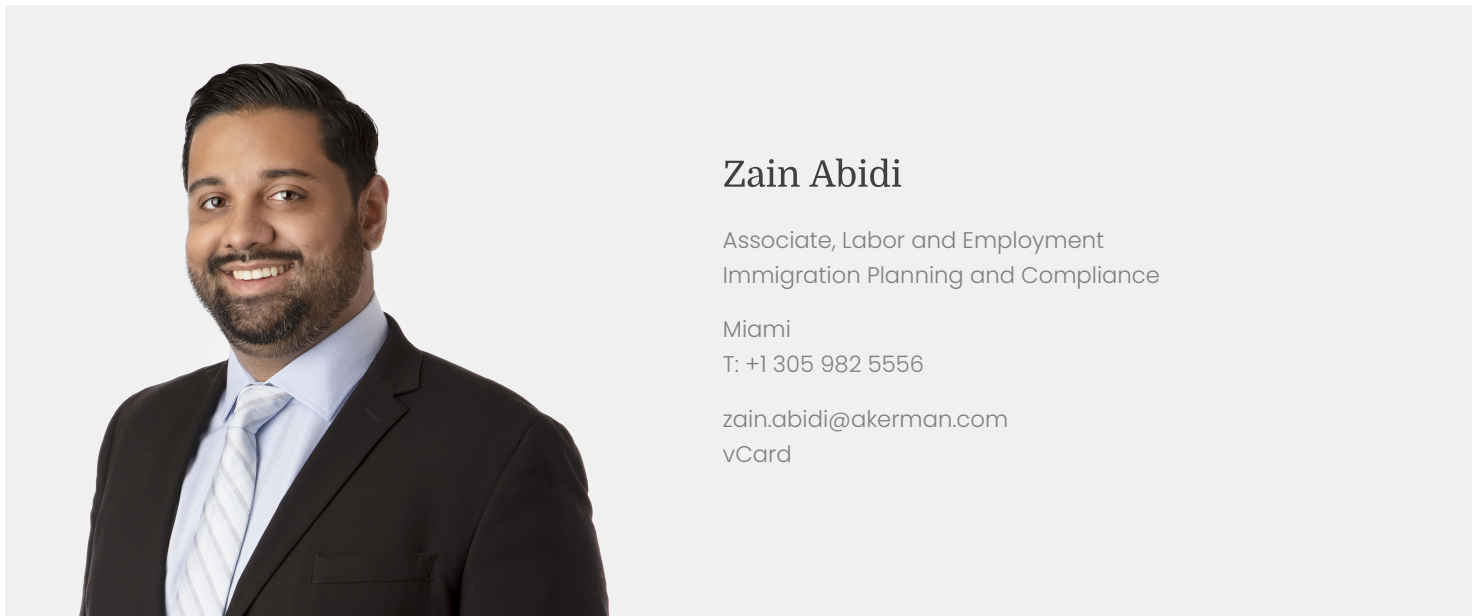 Zain Abidi
Associate, Labor and Employment
Immigration Planning and Compliance
Miami
T: +1 305 982 5556
zain.abidi@akerman.com
vCard